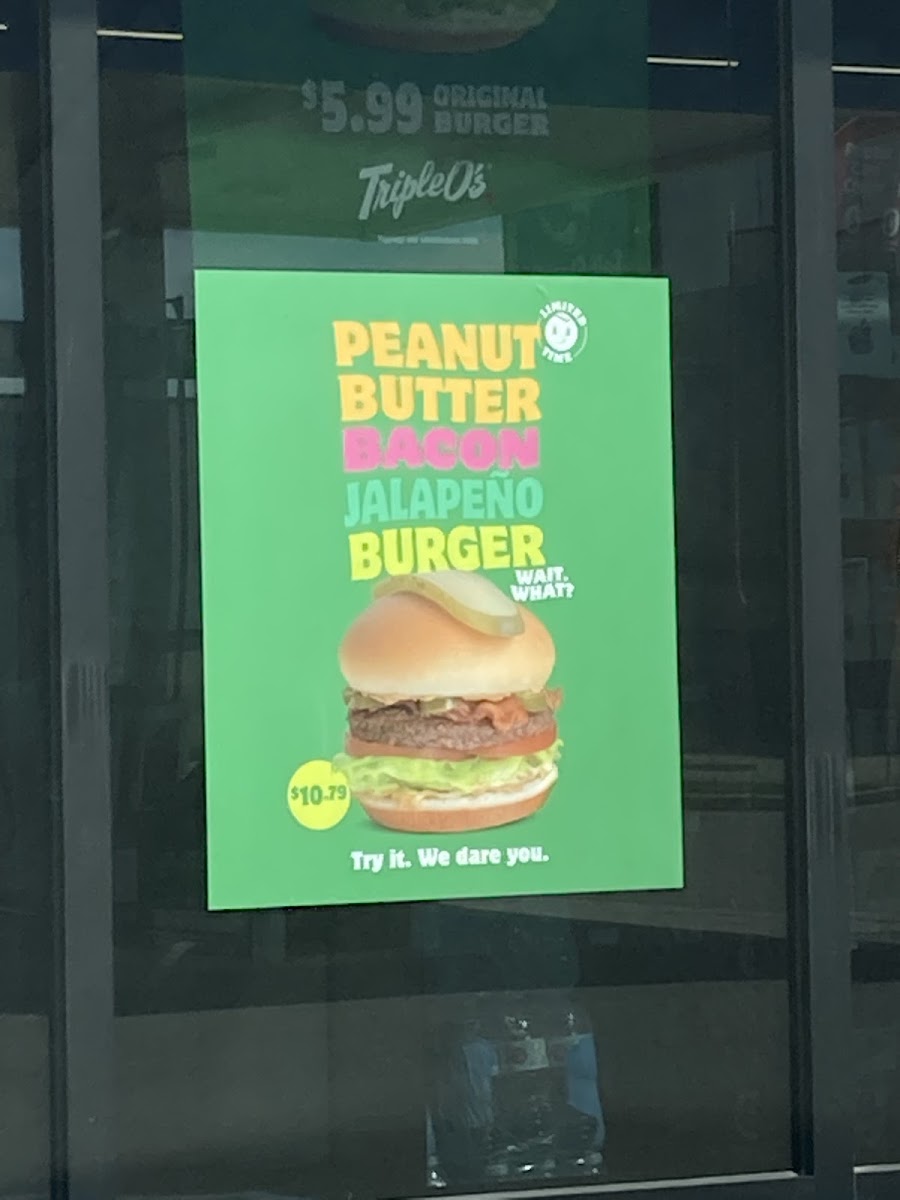 $5.99 ORIGINAL
BURGER
Triple O's
LIMITED
TIME
PEANUT
BUTTER
BACON
JALAPEÑO
BURGER
WAIT.
WHAT?
$10.79
Try it. We dare you.